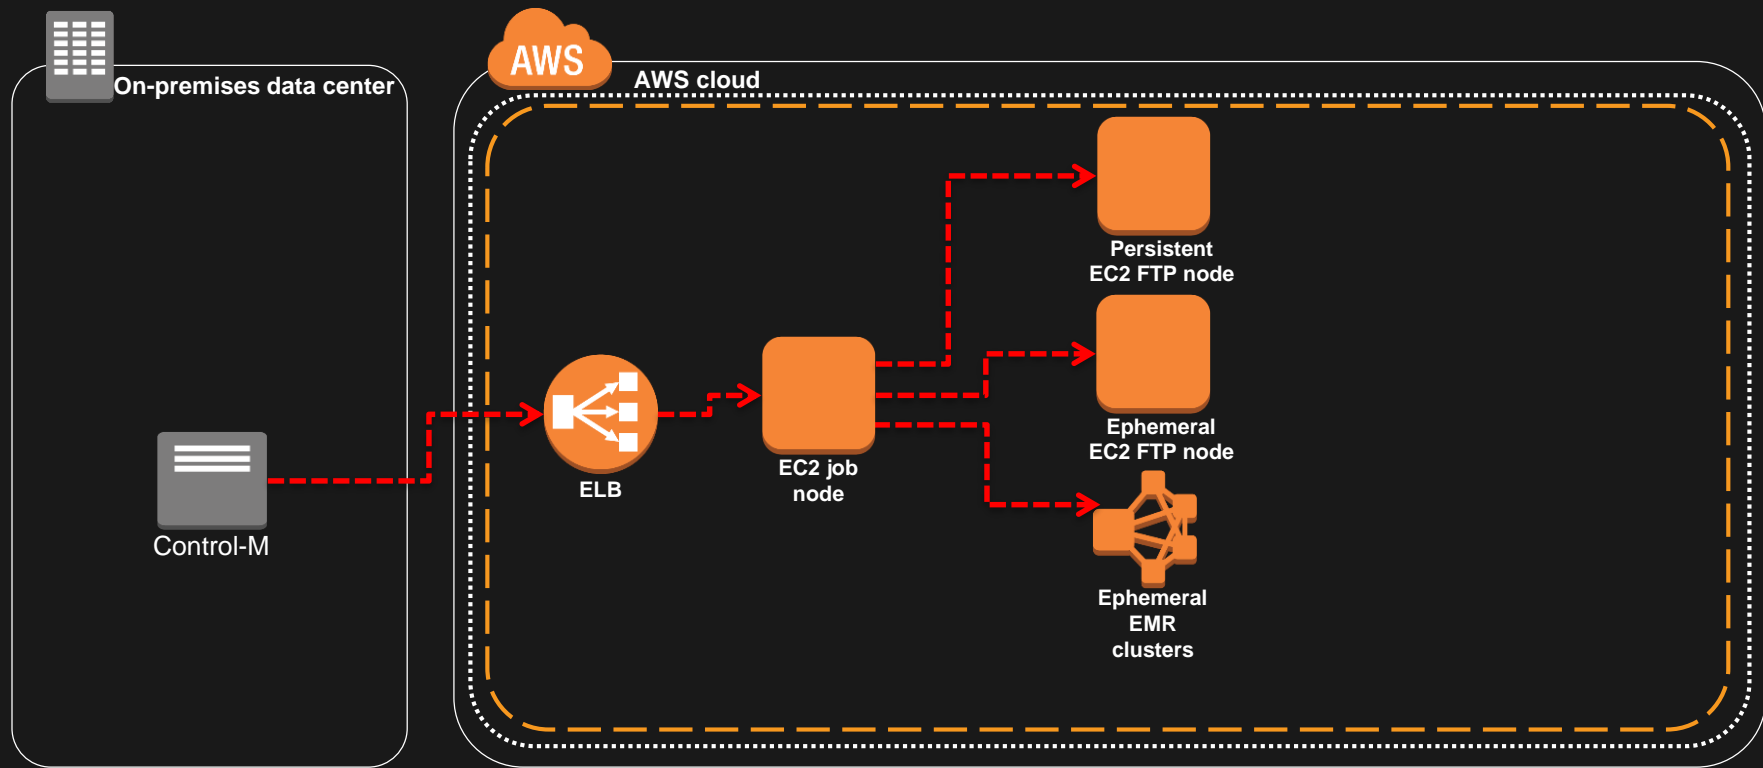 On-premises data center
AWS
AWS cloud
Persistent
EC2 FTP node
Ephemeral
EC2 FTP node
EC2 job
node
ELB
Control-M
Ephemeral
EMR
clusters